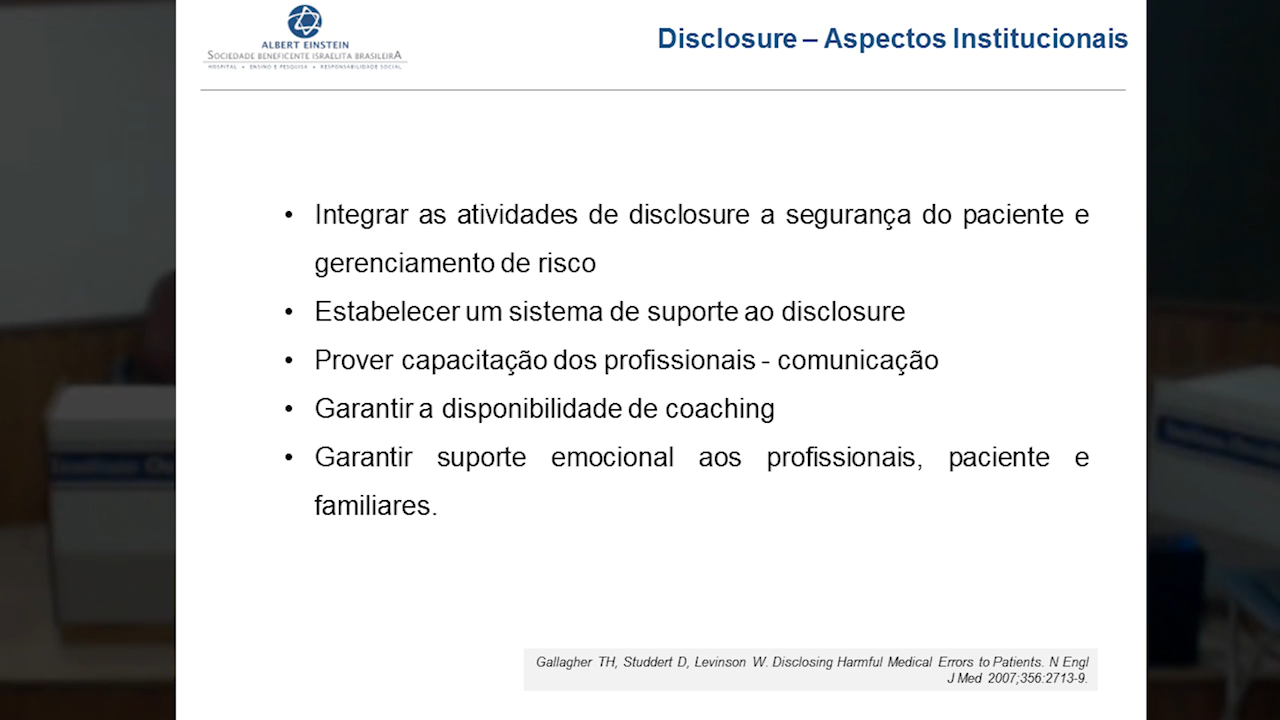 ALBERT EINSTEIN
SOCIEDADE BENEFICENTE ISRAELITA BRASILEIRA
HOSPITAL • ENSINO E PESQUISA • RESPONSABILIDADE SOCIAL
Disclosure – Aspectos Institucionais
• Integrar as atividades de disclosure a segurança do paciente e
gerenciamento de risco
• Estabelecer um sistema de suporte ao disclosure
• Prover capacitação dos profissionais - comunicação
• Garantir a disponibilidade de coaching
• Garantir suporte emocional aos profissionais, paciente e
familiares.
Gallagher TH, Studdert D, Levinson W. Disclosing Harmful Medical Errors to Patients. N Engl
J Med 2007;356:2713-9.